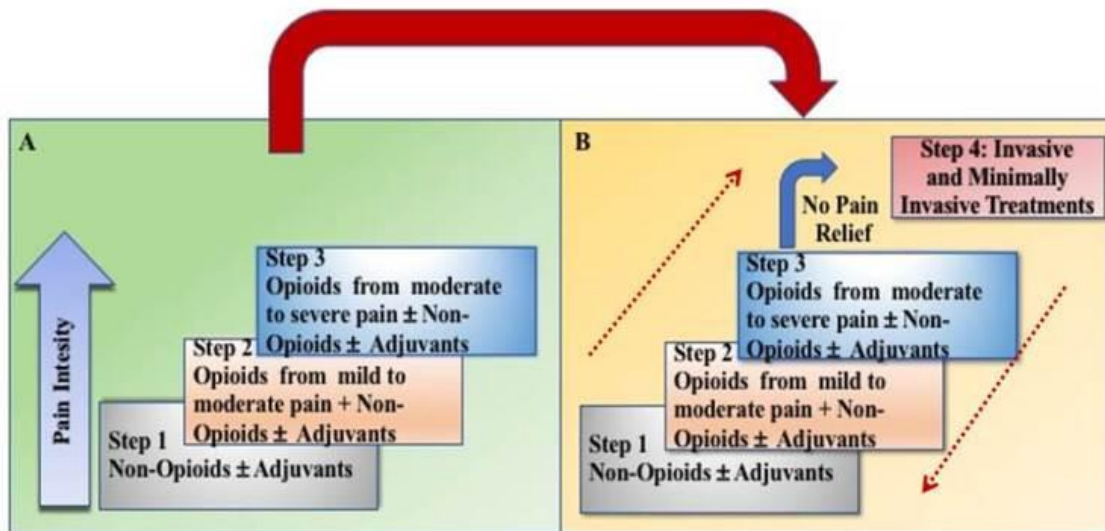 A
Pain Intesity
Step 3
Opioids from moderate
to severe pain ± Non-
Opioids ± Adjuvants
Step 2
Opioids from mild to
moderate pain + Non-
Opioids ± Adjuvants
Step 1
Non-Opioids ± Adjuvants
B
Step 4: Invasive
and Minimally
Invasive Treatments
No Pain
Relief
Step 3
Opioids from moderate
to severe pain ± Non-
Opioids ± Adjuvants
Step 2
Opioids from mild to
moderate pain + Non-
Opioids ± Adjuvants
Step 1
Non-Opioids ± Adjuvants